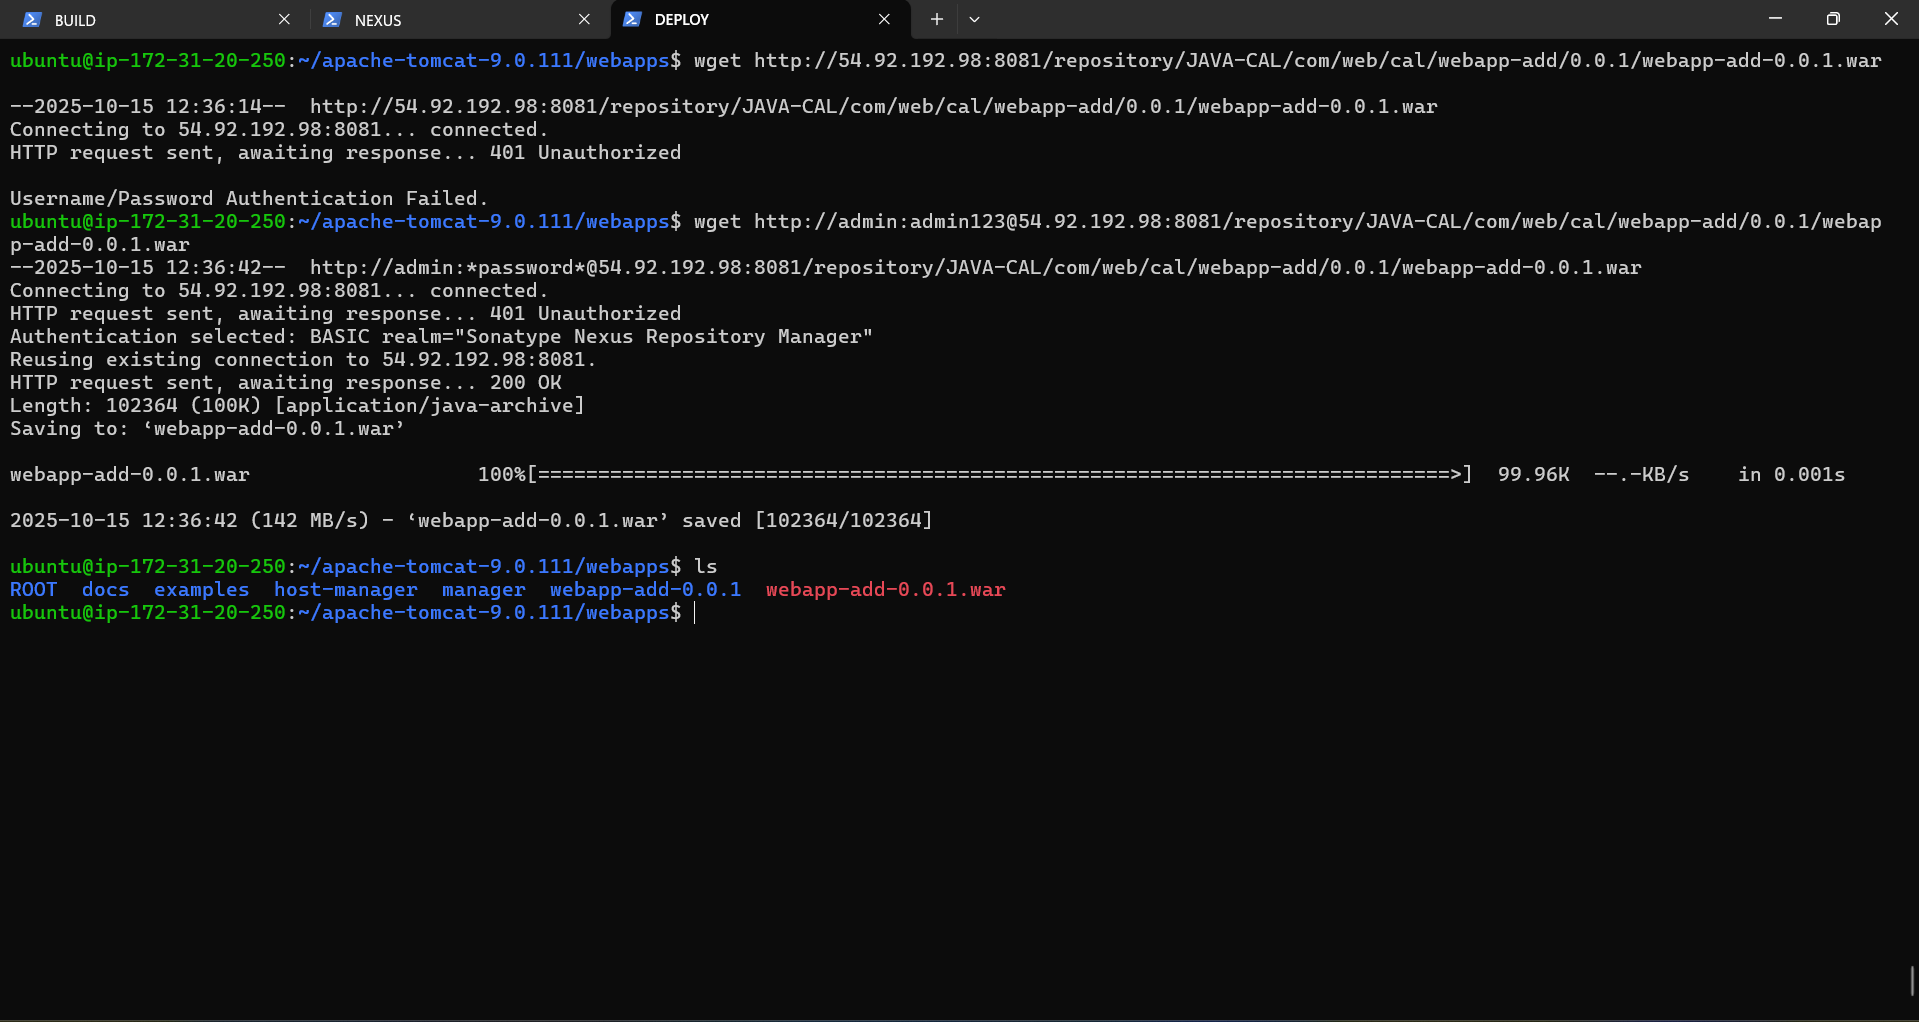 BUILD
NEXUS
DEPLOY
ubuntu@ip-172-31-20-250:~/apache-tomcat-9.0.111/webapps$ wget http://54.92.192.98:8081/repository/JAVA-CAL/com/web/cal/webapp-add/0.0.1/webapp-add-0.0.1.war
--2025-10-15 12:36:14--  http://54.92.192.98:8081/repository/JAVA-CAL/com/web/cal/webapp-add/0.0.1/webapp-add-0.0.1.war
Connecting to 54.92.192.98:8081... connected.
HTTP request sent, awaiting response... 401 Unauthorized
Username/Password Authentication Failed.
ubuntu@ip-172-31-20-250:~/apache-tomcat-9.0.111/webapps$ wget http://admin:admin123@54.92.192.98:8081/repository/JAVA-CAL/com/web/cal/webapp-add/0.0.1/webap
p-add-0.0.1.war
--2025-10-15 12:36:42--  http://admin:*password*@54.92.192.98:8081/repository/JAVA-CAL/com/web/cal/webapp-add/0.0.1/webapp-add-0.0.1.war
Connecting to 54.92.192.98:8081... connected.
HTTP request sent, awaiting response... 401 Unauthorized
Authentication selected: BASIC realm="Sonatype Nexus Repository Manager"
Reusing existing connection to 54.92.192.98:8081.
HTTP request sent, awaiting response... 200 OK
Length: 102364 (100K) [application/java-archive]
Saving to: ‘webapp-add-0.0.1.war’
webapp-add-0.0.1.war                   100%[============================================================================>]  99.96K  --.-KB/s    in 0.001s
2025-10-15 12:36:42 (142 MB/s) - ‘webapp-add-0.0.1.war’ saved [102364/102364]
ubuntu@ip-172-31-20-250:~/apache-tomcat-9.0.111/webapps$ ls
ROOT  docs  examples  host-manager  manager  webapp-add-0.0.1  webapp-add-0.0.1.war
ubuntu@ip-172-31-20-250:~/apache-tomcat-9.0.111/webapps$